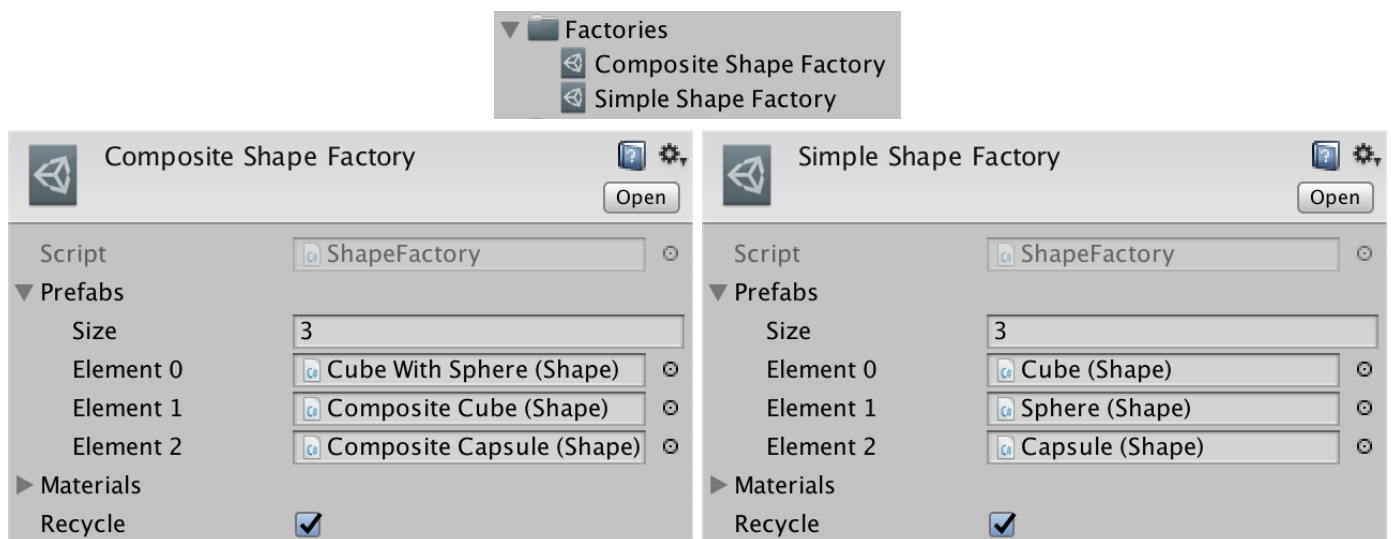 Factories
Composite Shape Factory
Simple Shape Factory
Composite Shape Factory
Open
Script ShapeFactory
Prefabs
Size 3
Element 0 Cube With Sphere (Shape)
Element 1 Composite Cube (Shape)
Element 2 Composite Capsule (Shape)
Materials
Recycle
Simple Shape Factory
Open
Script ShapeFactory
Prefabs
Size 3
Element 0 Cube (Shape)
Element 1 Sphere (Shape)
Element 2 Capsule (Shape)
Materials
Recycle